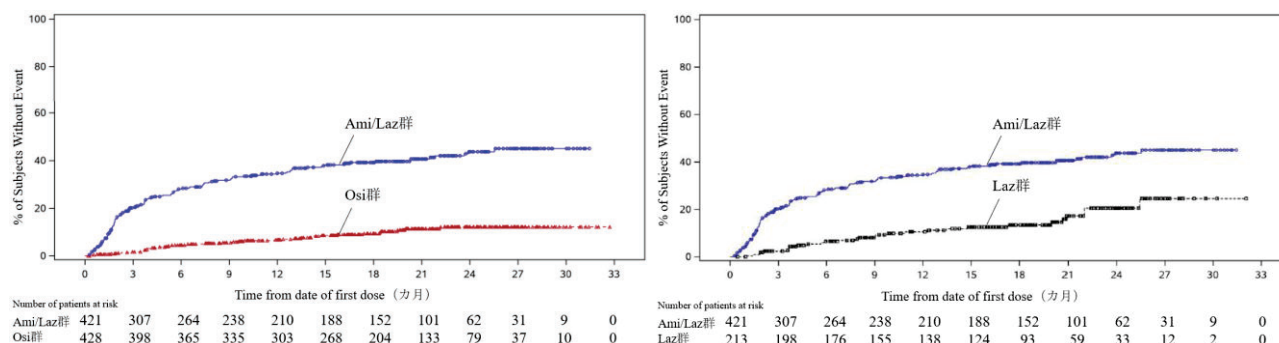 100
80
60
40
20
0
% of Subjects Without Event
Ami/Laz群
Osi群
0 3 6 9 12 15 18 21 24 27 30 33
Time from date of first dose（カ月）
Number of patients at risk
Ami/Laz群 421 307 264 238 210 188 152 101 62 31 9 0
Osi群 428 398 365 335 303 268 204 133 79 37 10 0
100
80
60
40
20
0
% of Subjects Without Event
Ami/Laz群
Laz群
0 3 6 9 12 15 18 21 24 27 30 33
Time from date of first dose（カ月）
Number of patients at risk
Ami/Laz群 421 307 264 238 210 188 152 101 62 31 9 0
Laz群 213 198 176 155 138 124 93 59 33 12 2 0